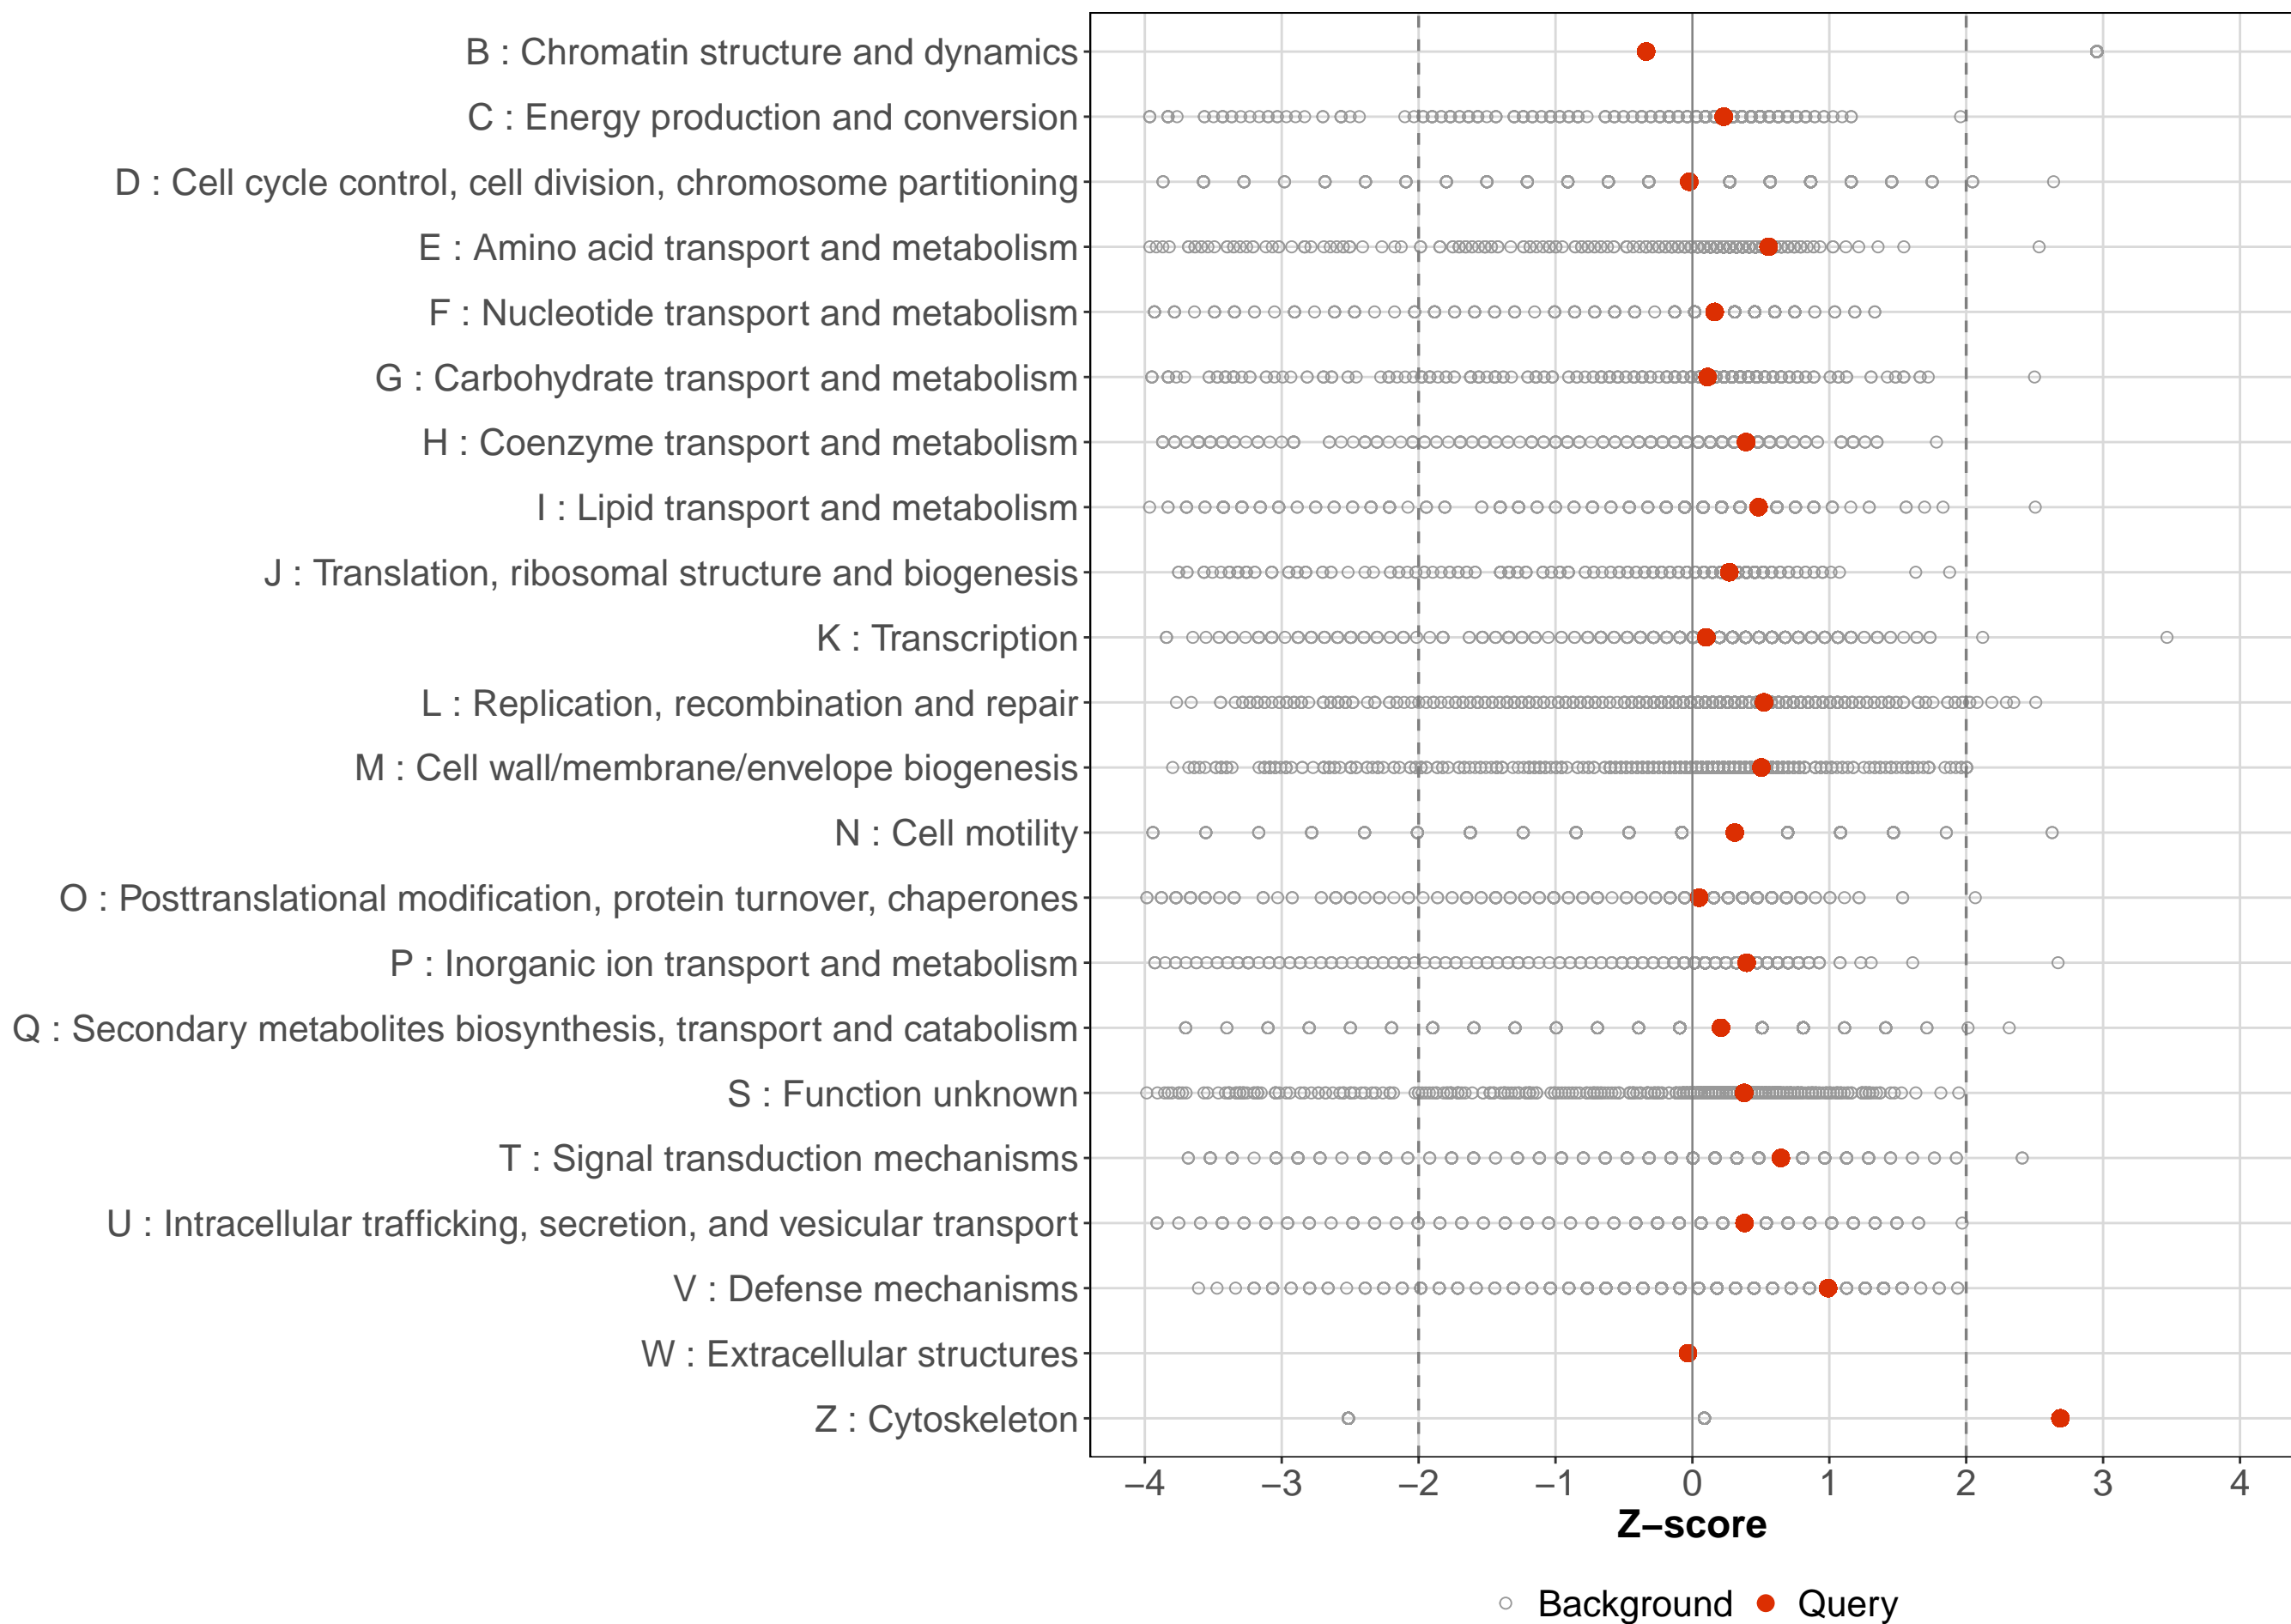 B : Chromatin structure and dynamics
C : Energy production and conversion
D : Cell cycle control, cell division, chromosome partitioning
E : Amino acid transport and metabolism
F : Nucleotide transport and metabolism
G : Carbohydrate transport and metabolism
H : Coenzyme transport and metabolism
I : Lipid transport and metabolism
J : Translation, ribosomal structure and biogenesis
K : Transcription
L : Replication, recombination and repair
M : Cell wall/membrane/envelope biogenesis
N : Cell motility
O : Posttranslational modification, protein turnover, chaperones
P : Inorganic ion transport and metabolism
Q : Secondary metabolites biosynthesis, transport and catabolism
S : Function unknown
T : Signal transduction mechanisms
U : Intracellular trafficking, secretion, and vesicular transport
V : Defense mechanisms
W : Extracellular structures
Z : Cytoskeleton
−4 −3 −2 −1 0 1 2 3 4
Z−score
Background Query